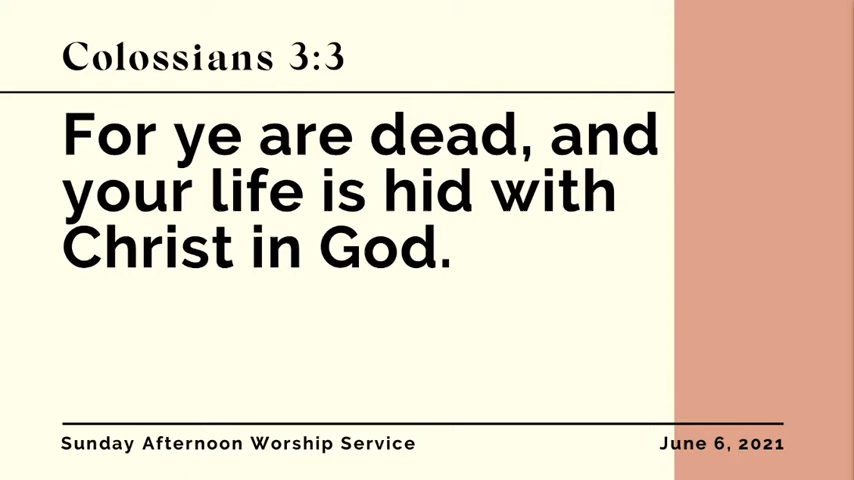 Colossians 3:3
For ye are dead, and
your life is hid with
Christ in God.
Sunday Afternoon Worship Service
June 6, 2021